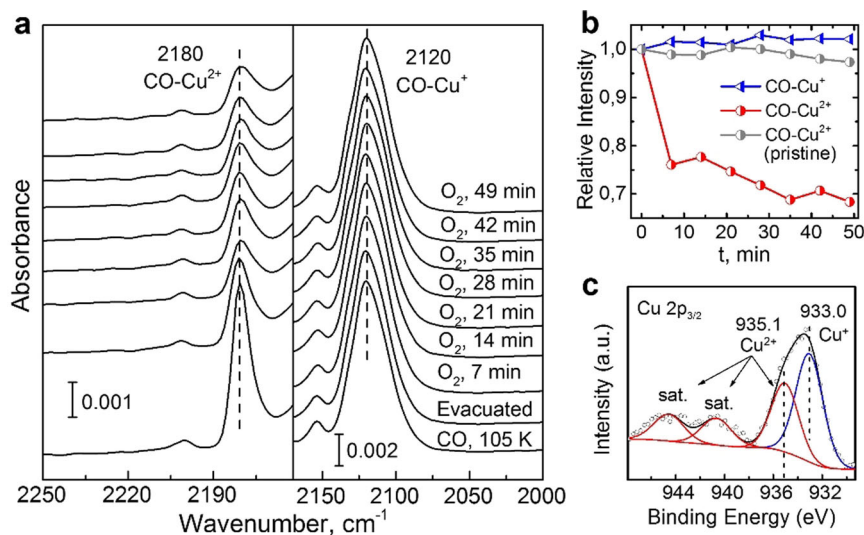 a
2180
CO-Cu2+
2120
CO-Cu+
O2, 49 min
O2, 42 min
O2, 35 min
O2, 28 min
O2, 21 min
O2, 14 min
O2, 7 min
Evacuated
CO, 105 K
0.001
0.002
Absorbance
2250 2220 2190 2150 2100 2050 2000
Wavenumber, cm-1
b
1,0
0,9
0,8
0,7
Relative Intensity
CO-Cu+
CO-Cu2+
CO-Cu2+
(pristine)
0 10 20 30 40 50
t, min
c
Cu 2p3/2
933.0
Cu+
935.1
Cu2+
sat.
sat.
Intensity (a.u.)
944 940 936 932
Binding Energy (eV)